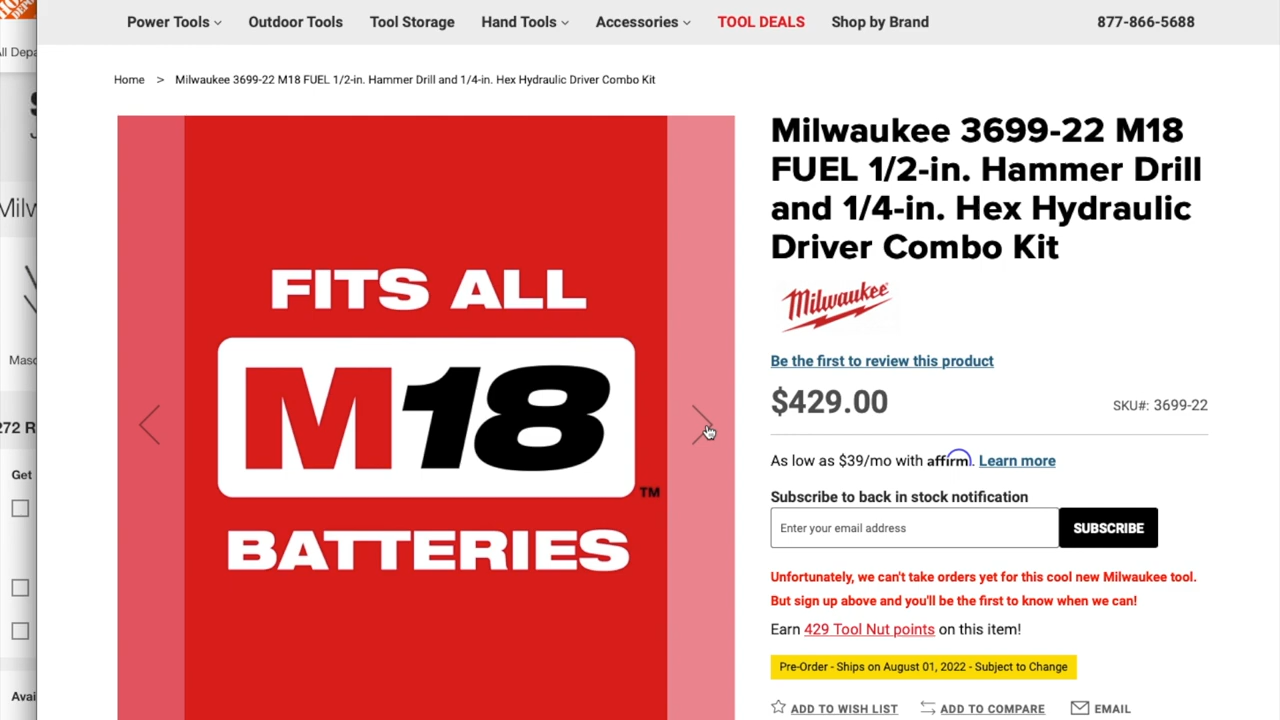 Power Tools
Outdoor Tools
Tool Storage
Hand Tools
Accessories
TOOL DEALS
Shop by Brand
877-866-5688
Home > Milwaukee 3699-22 M18 FUEL 1/2-in. Hammer Drill and 1/4-in. Hex Hydraulic Driver Combo Kit
FITS ALL
M18
TM
BATTERIES
Milwaukee 3699-22 M18
FUEL 1/2-in. Hammer Drill
and 1/4-in. Hex Hydraulic
Driver Combo Kit
Milwaukee
Be the first to review this product
$429.00
SKU#: 3699-22
As low as $39/mo with affirm. Learn more
Subscribe to back in stock notification
Enter your email address
SUBSCRIBE
Unfortunately, we can't take orders yet for this cool new Milwaukee tool.
But sign up above and you'll be the first to know when we can!
Earn 429 Tool Nut points on this item!
Pre-Order - Ships on August 01, 2022 - Subject to Change
ADD TO WISH LIST
ADD TO COMPARE
EMAIL
Get